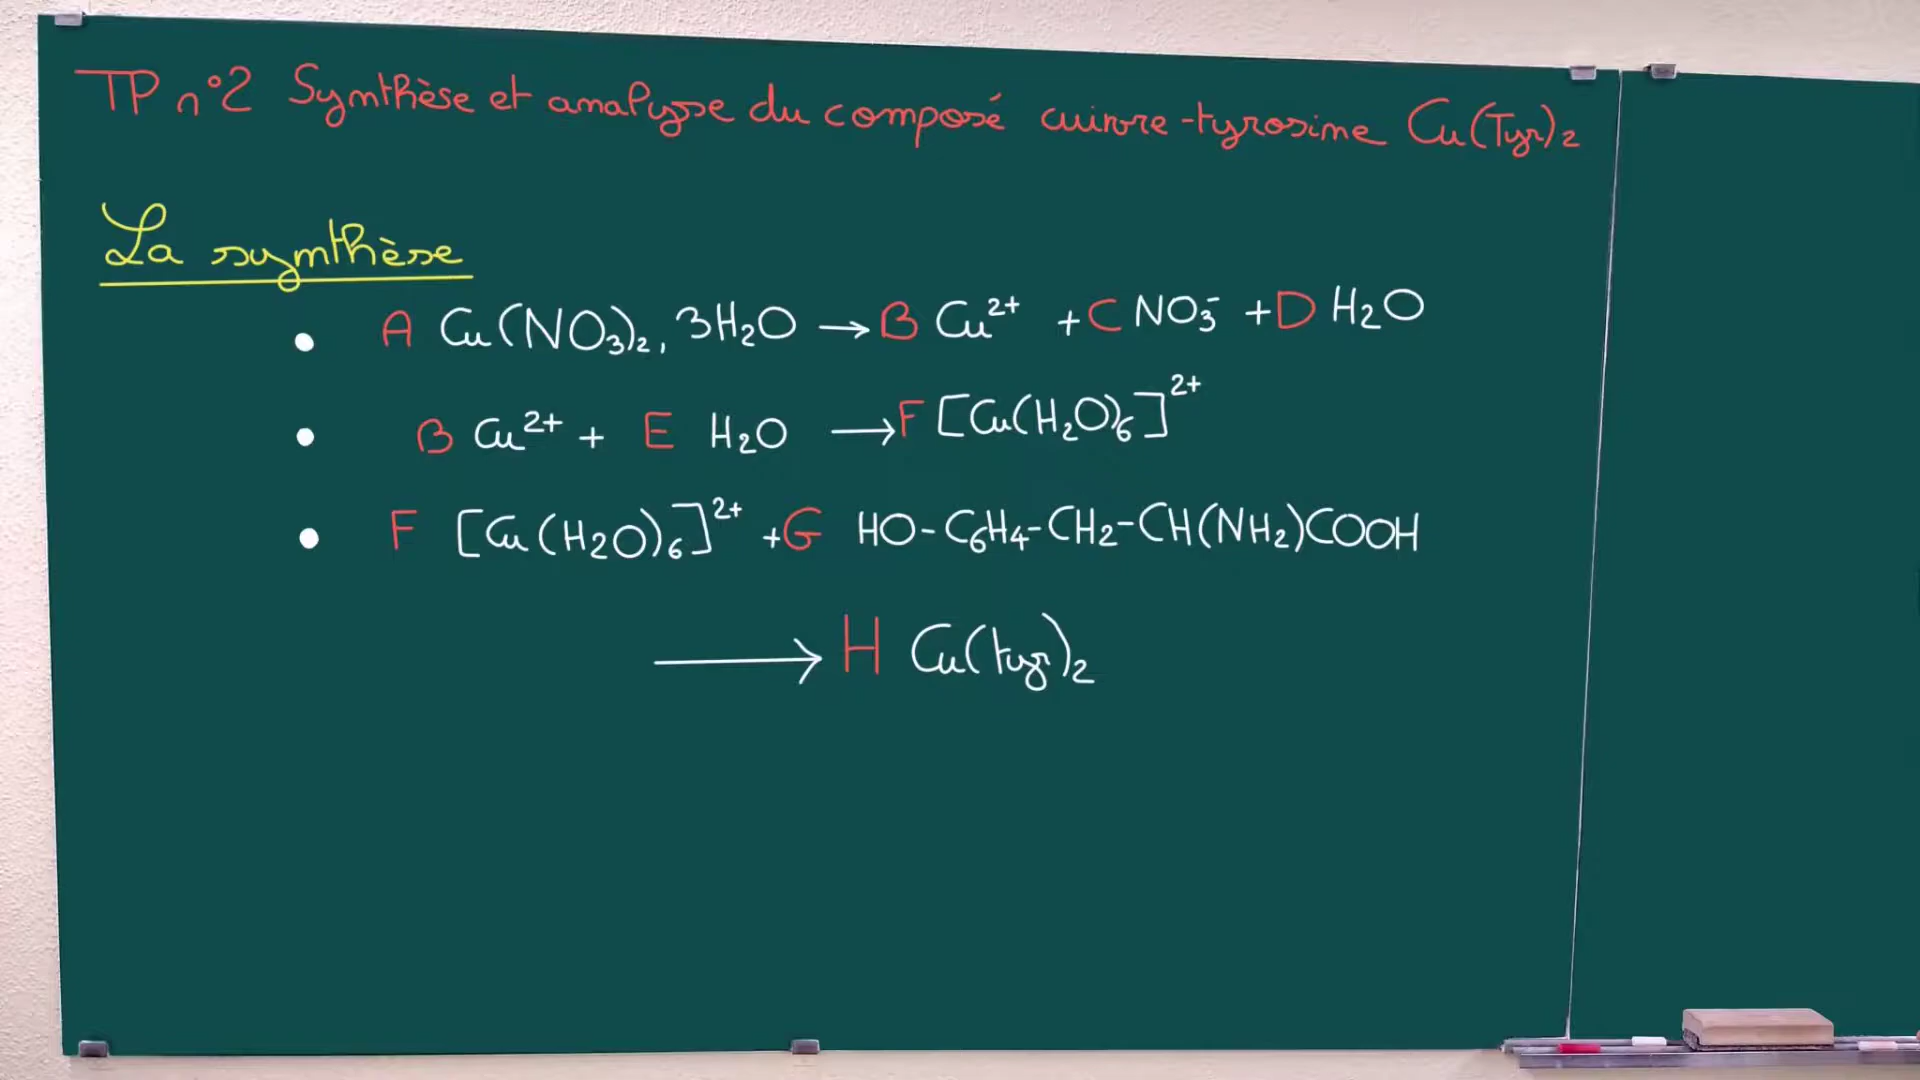 TP n°2 Synthèse et analyse du composé cuivre-tyrosine Cu(Tyr)₂
La synthèse
• A Cu(NO₃)₂, 3H₂O → B Cu²⁺ + C NO₃⁻ + D H₂O
• B Cu²⁺ + E H₂O → F [Cu(H₂O)₆]²⁺
• F [Cu(H2O)₆]²⁺ + G HO-C₆H₄-CH₂-CH(NH₂)COOH
→ H Cu(tyr)₂